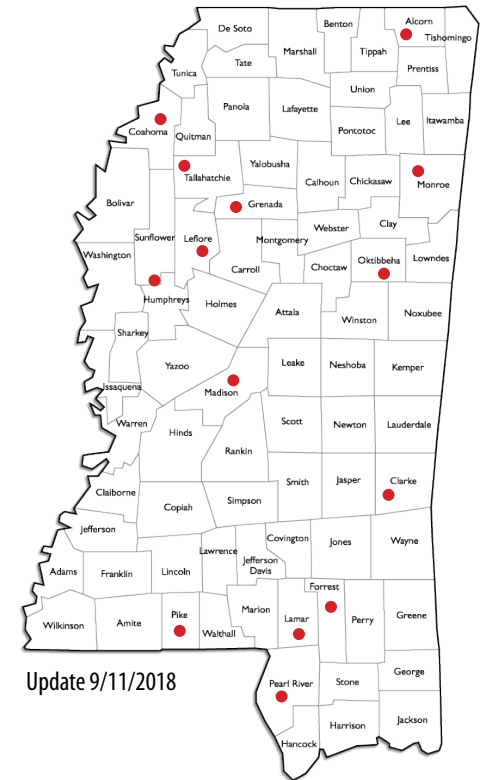 Alcorn
Benton
De Soto
Tishomingo
Marshall
Tippah
Tate
Prentiss
Tunica
Union
Panola
Lafayette
Lee
Itawamba
Coahoma
Quitman
Pontotoc
Yalobusha
Tallahatchie
Calhoun
Chickasaw
Monroe
Bolivar
Grenada
Clay
Webster
Sunflower
Leflore
Montgomery
Washington
Oktibbeha
Lowndes
Carroll
Choctaw
Humphreys
Holmes
Attala
Noxubee
Winston
Sharkey
Yazoo
Leake
Neshoba
Kemper
Issaquena
Madison
Warren
Scott
Newton
Lauderdale
Hinds
Rankin
Smith
Jasper
Clarke
Claiborne
Simpson
Copiah
Jefferson
Covington
Jones
Wayne
Lawrence
Jefferson
Davis
Adams
Franklin
Lincoln
Forrest
Marion
Pike
Lamar
Perry
Greene
Wilkinson
Amite
Walthall
George
Update 9/11/2018
Pearl River
Stone
Jackson
Harrison
Hancock